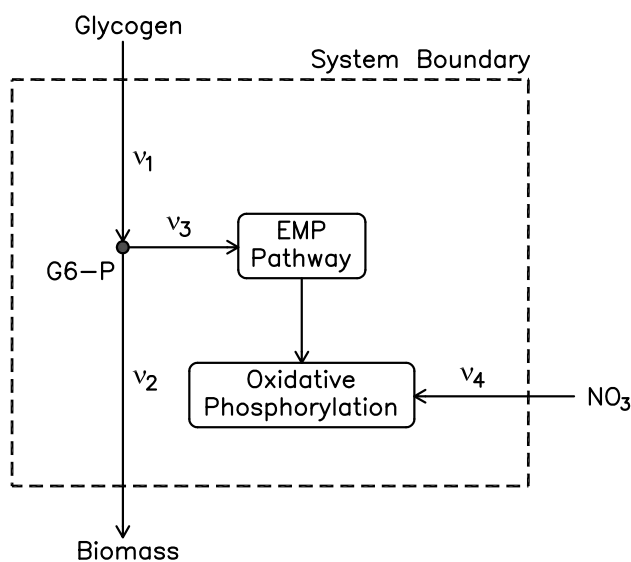 Glycogen
System Boundary
ν1
ν3
EMP
Pathway
G6-P
ν2
Oxidative
Phosphorylation
ν4
NO3
Biomass